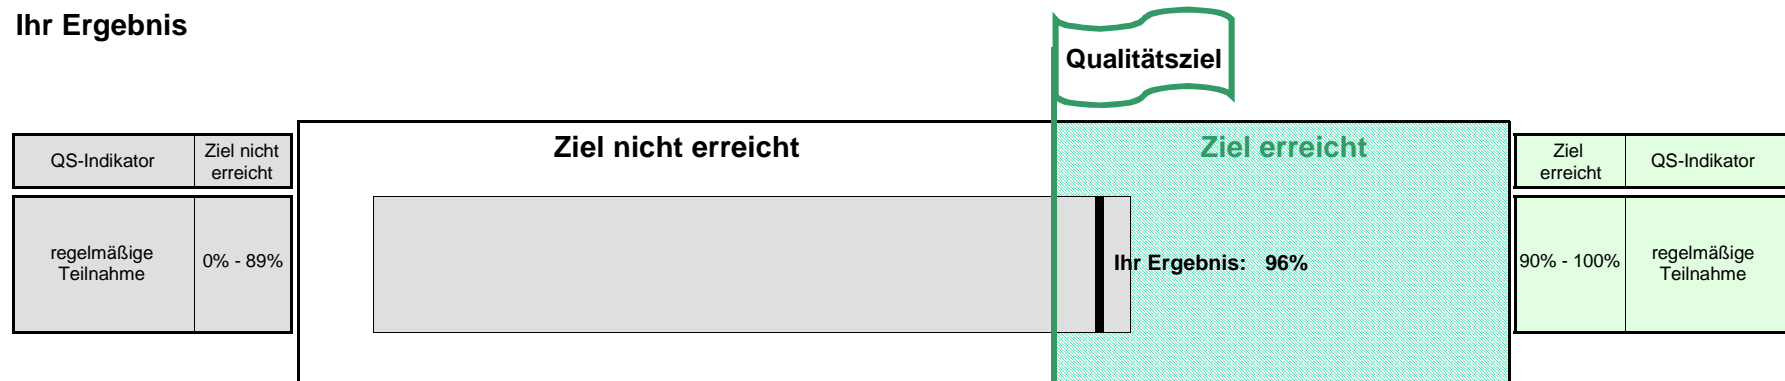 Ihr Ergebnis
Qualitätsziel
Ziel nicht erreicht
Ziel erreicht
QS-Indikator
Ziel nicht
erreicht
Ziel
erreicht
QS-Indikator
regelmäßige
Teilnahme
0% - 89%
Ihr Ergebnis: 96%
90% - 100%
regelmäßige
Teilnahme